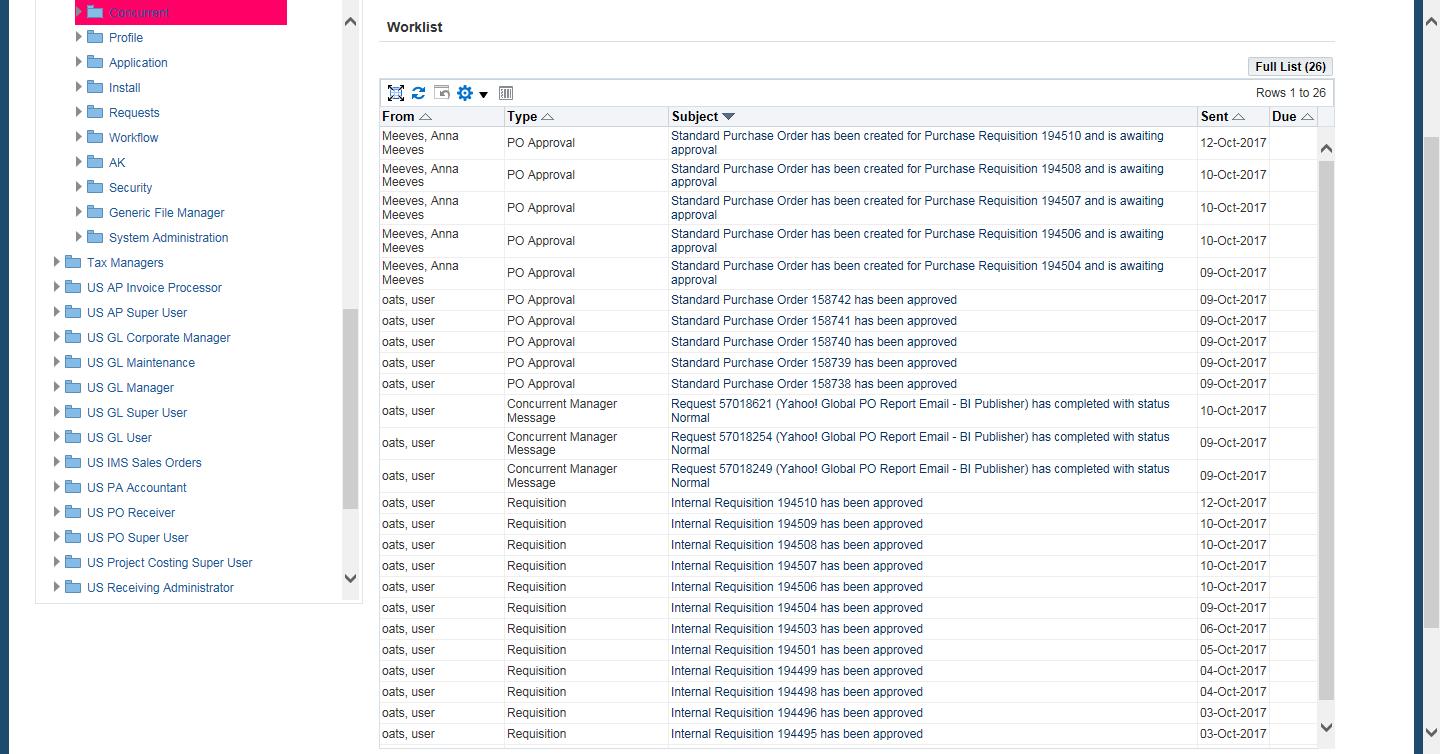 Concurrent
Profile
Application
Install
Requests
Workflow
AK
Security
Generic File Manager
System Administration
Tax Managers
US AP Invoice Processor
US AP Super User
US GL Corporate Manager
US GL Maintenance
US GL Manager
US GL Super User
US GL User
US IMS Sales Orders
US PA Accountant
US PO Receiver
US PO Super User
US Project Costing Super User
US Receiving Administrator
Worklist
Full List (26)
Rows 1 to 26
From Type Subject Sent Due
Meeves, Anna Meeves PO Approval Standard Purchase Order has been created for Purchase Requisition 194510 and is awaiting approval 12-Oct-2017
Meeves, Anna Meeves PO Approval Standard Purchase Order has been created for Purchase Requisition 194508 and is awaiting approval 10-Oct-2017
Meeves, Anna Meeves PO Approval Standard Purchase Order has been created for Purchase Requisition 194507 and is awaiting approval 10-Oct-2017
Meeves, Anna Meeves PO Approval Standard Purchase Order has been created for Purchase Requisition 194506 and is awaiting approval 10-Oct-2017
Meeves, Anna Meeves PO Approval Standard Purchase Order has been created for Purchase Requisition 194504 and is awaiting approval 09-Oct-2017
oats, user PO Approval Standard Purchase Order 158742 has been approved 09-Oct-2017
oats, user PO Approval Standard Purchase Order 158741 has been approved 09-Oct-2017
oats, user PO Approval Standard Purchase Order 158740 has been approved 09-Oct-2017
oats, user PO Approval Standard Purchase Order 158739 has been approved 09-Oct-2017
oats, user PO Approval Standard Purchase Order 158738 has been approved 09-Oct-2017
oats, user Concurrent Manager Message Request 57018621 (Yahoo! Global PO Report Email - BI Publisher) has completed with status Normal 10-Oct-2017
oats, user Concurrent Manager Message Request 57018254 (Yahoo! Global PO Report Email - BI Publisher) has completed with status Normal 09-Oct-2017
oats, user Concurrent Manager Message Request 57018249 (Yahoo! Global PO Report Email - BI Publisher) has completed with status Normal 09-Oct-2017
oats, user Requisition Internal Requisition 194510 has been approved 12-Oct-2017
oats, user Requisition Internal Requisition 194509 has been approved 10-Oct-2017
oats, user Requisition Internal Requisition 194508 has been approved 10-Oct-2017
oats, user Requisition Internal Requisition 194507 has been approved 10-Oct-2017
oats, user Requisition Internal Requisition 194506 has been approved 10-Oct-2017
oats, user Requisition Internal Requisition 194504 has been approved 09-Oct-2017
oats, user Requisition Internal Requisition 194503 has been approved 06-Oct-2017
oats, user Requisition Internal Requisition 194501 has been approved 05-Oct-2017
oats, user Requisition Internal Requisition 194499 has been approved 04-Oct-2017
oats, user Requisition Internal Requisition 194498 has been approved 04-Oct-2017
oats, user Requisition Internal Requisition 194496 has been approved 03-Oct-2017
oats, user Requisition Internal Requisition 194495 has been approved 03-Oct-2017